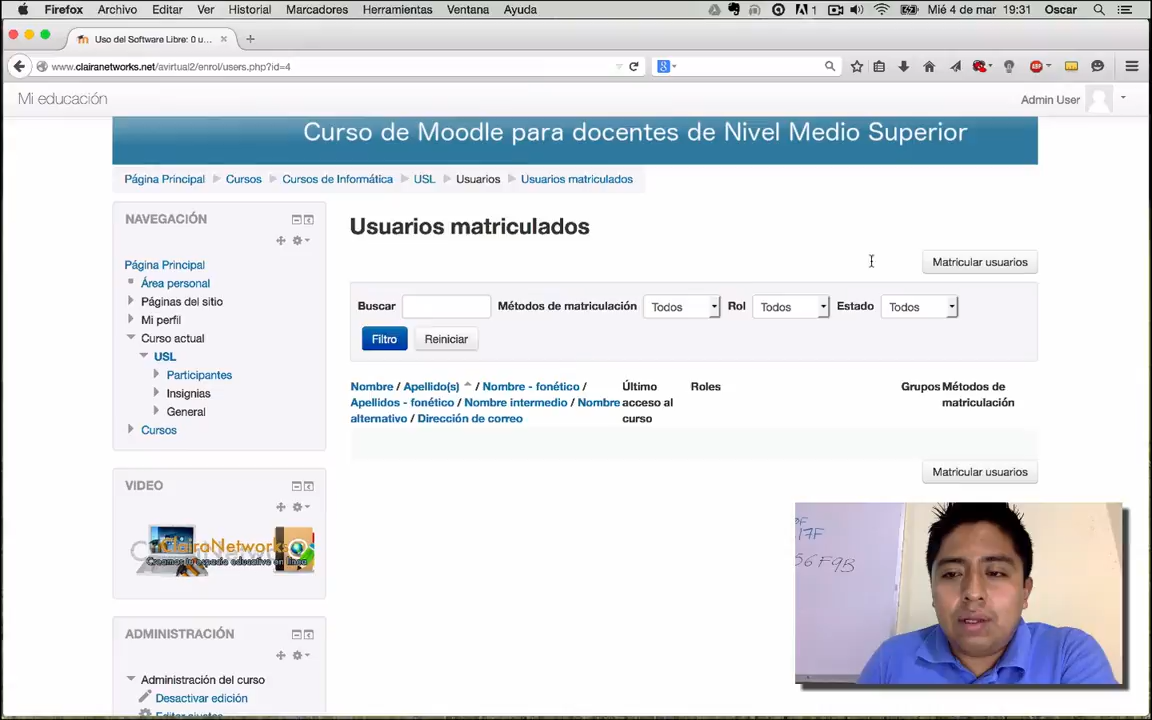 Firefox Archivo Editar Ver Historial Marcadores Herramientas Ventana Ayuda
1 Mié 4 de mar 19:31 Oscar
Uso del Software Libre: 0 u...
www.clairanetworks.net/avirtual2/enrol/users.php?id=4
Mi educación
Admin User
Curso de Moodle para docentes de Nivel Medio Superior
Página Principal Cursos Cursos de Informática USL Usuarios Usuarios matriculados
NAVEGACIÓN
Página Principal
Área personal
Páginas del sitio
Mi perfil
Curso actual
USL
Participantes
Insignias
General
Cursos
VIDEO
ClairaNetworks
Creamos tu espacio educativo en línea
ADMINISTRACIÓN
Administración del curso
Desactivar edición
Editar ajustes
Usuarios matriculados
Matricular usuarios
Buscar Métodos de matriculación Todos Rol Todos Estado Todos
Filtro Reiniciar
Nombre / Apellido(s) / Nombre - fonético /
Apellidos - fonético / Nombre intermedio / Nombre
alternativo / Dirección de correo
Último
acceso al
curso
Roles
Grupos
Métodos de
matriculación
Matricular usuarios
17F
56F9B